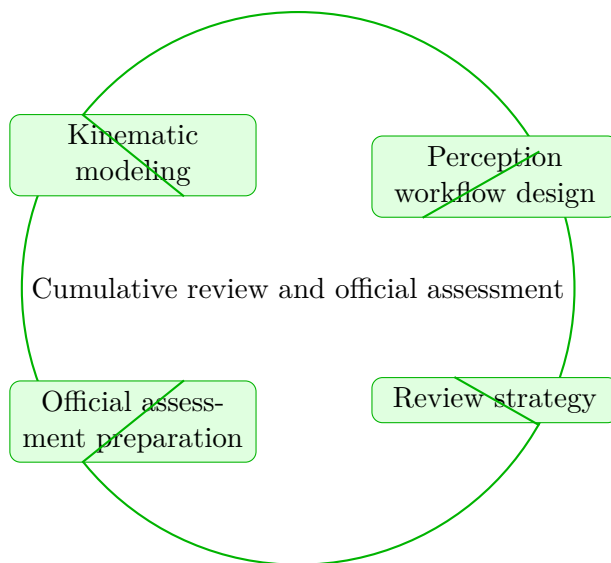 Kinematic
modeling
Perception
workflow design
Cumulative review and official assessment
Official assess-
ment preparation
Review strategy